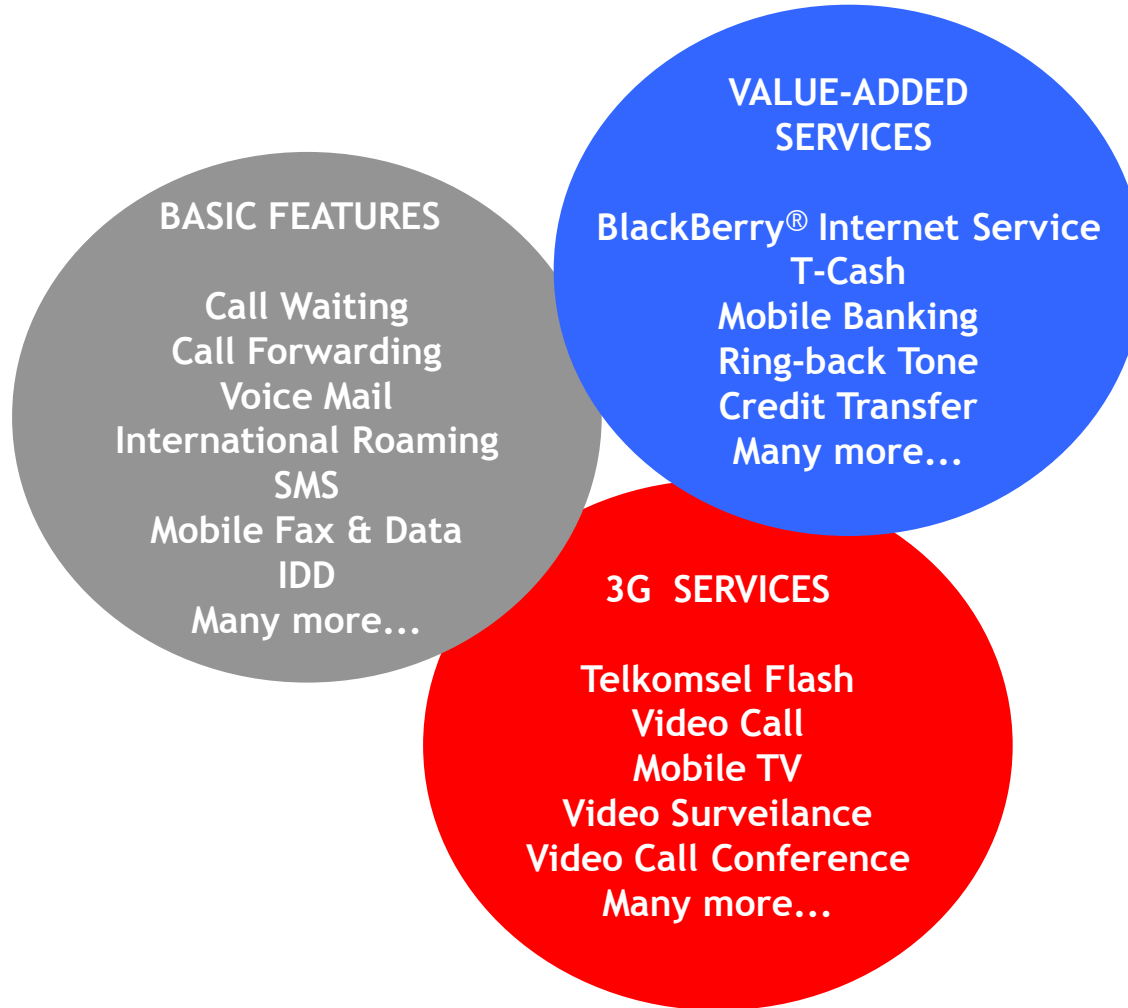 BASIC FEATURES
Call Waiting
Call Forwarding
Voice Mail
International Roaming
SMS
Mobile Fax & Data
IDD
Many more...
VALUE-ADDED
SERVICES
BlackBerry® Internet Service
T-Cash
Mobile Banking
Ring-back Tone
Credit Transfer
Many more...
3G SERVICES
Telkomsel Flash
Video Call
Mobile TV
Video Surveilance
Video Call Conference
Many more...